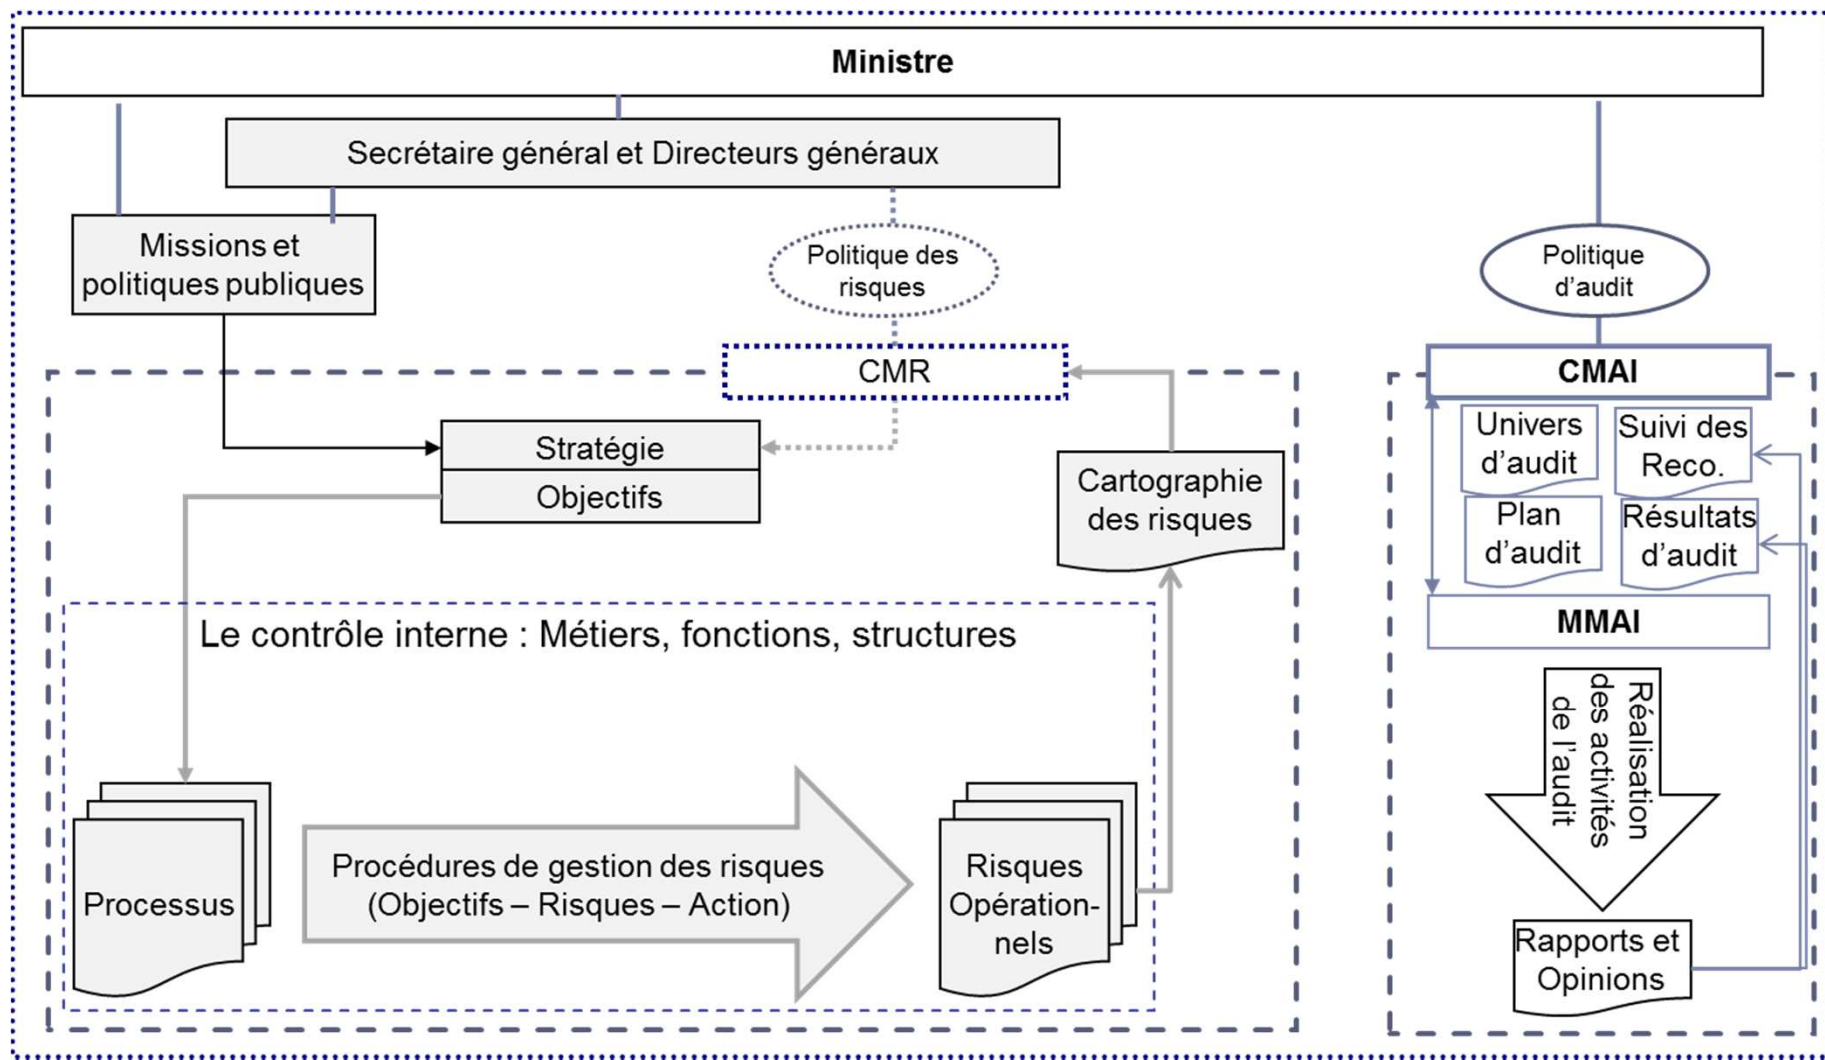 Ministre
Secrétaire général et Directeurs généraux
Missions et
politiques publiques
Politique des
risques
Politique
d’audit
CMR
CMAI
Stratégie
Objectifs
Cartographie
des risques
Univers
d’audit
Suivi des
Reco.
Plan
d’audit
Résultats
d’audit
MMAI
Le contrôle interne : Métiers, fonctions, structures
Réalisation
des activités
de l’audit
Processus
Procédures de gestion des risques
(Objectifs – Risques – Action)
Risques
Opération-
nels
Rapports et
Opinions